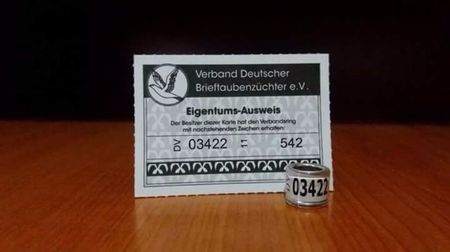 Verband Deutscher
Brieftaubenzüchter e.V.
Eigentums-Ausweis
Der Besitzer dieser Karte hat den Verbandsring
mit nachstehenden Zeichen erhalten
DV 03422 11 542
03422